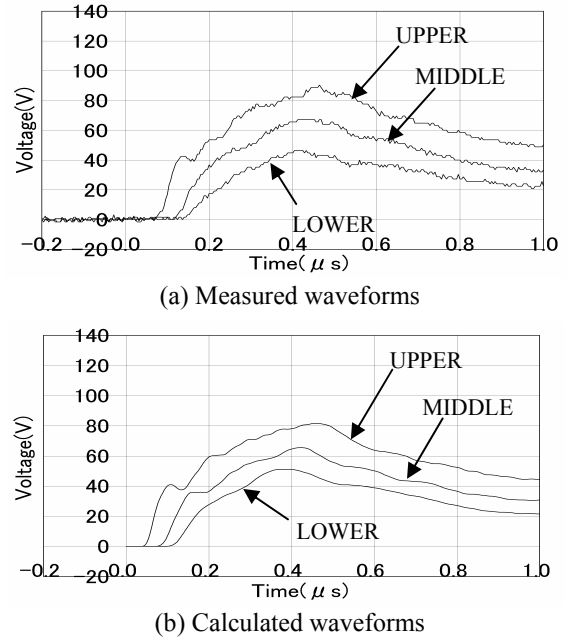 140
120
100
80
60
40
20
0
-20
Voltage(V)
UPPER
MIDDLE
LOWER
-0.2 0.0 0.2 0.4 0.6 0.8 1.0
Time(μs)
(a) Measured waveforms
140
120
100
80
60
40
20
0
-20
Voltage(V)
UPPER
MIDDLE
LOWER
-0.2 0.0 0.2 0.4 0.6 0.8 1.0
Time(μs)
(b) Calculated waveforms